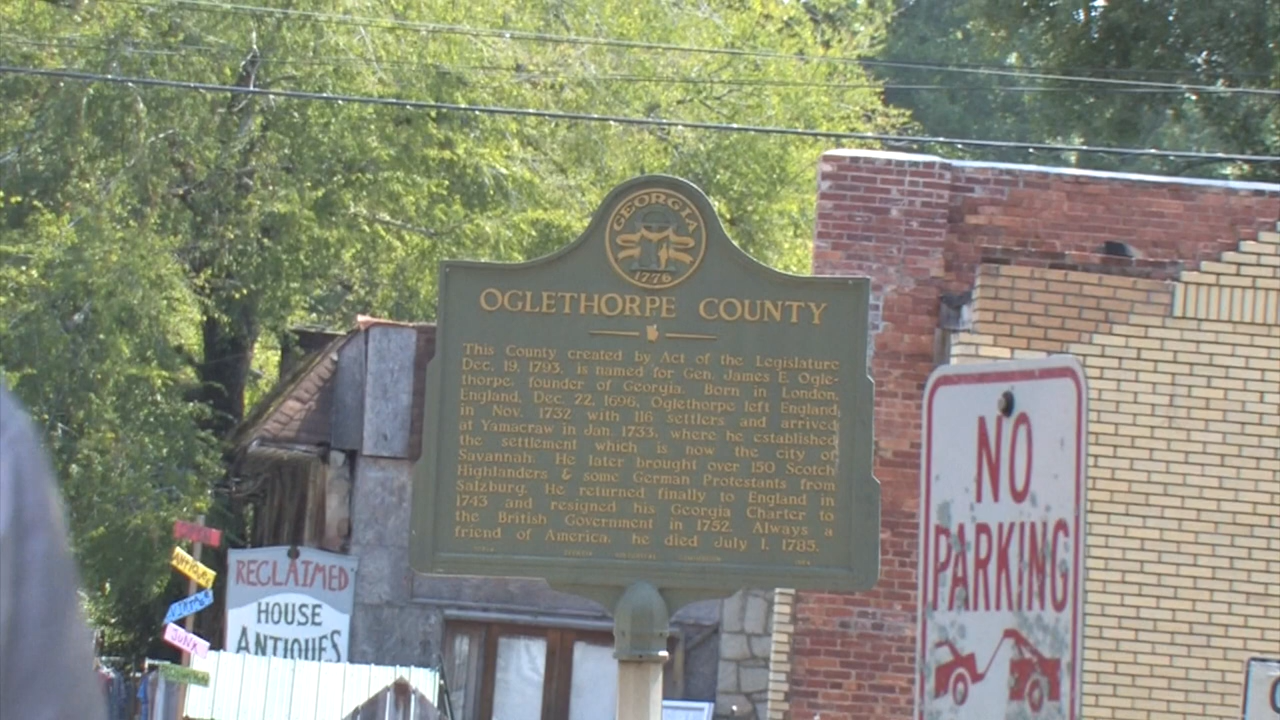 GEORGIA
1776
OGLETHORPE COUNTY
This County created by Act of the Legislature
Dec. 19, 1793, is named for Gen. James E. Ogle-
thorpe, founder of Georgia. Born in London,
England, Dec. 22, 1696, Oglethorpe left England
in Nov. 1732 with 116 settlers and arrived
at Yamacraw in Jan. 1733, where he established
the settlement which is now the city of
Savannah. He later brought over 150 Scotch
Highlanders & some German Protestants from
Salzburg. He returned finally to England in
1743 and resigned his Georgia Charter to
the British Government in 1752. Always a
friend of America, he died July 1, 1785.
NO
PARKING
RECLAIMED
HOUSE
ANTIQUES
JUNK